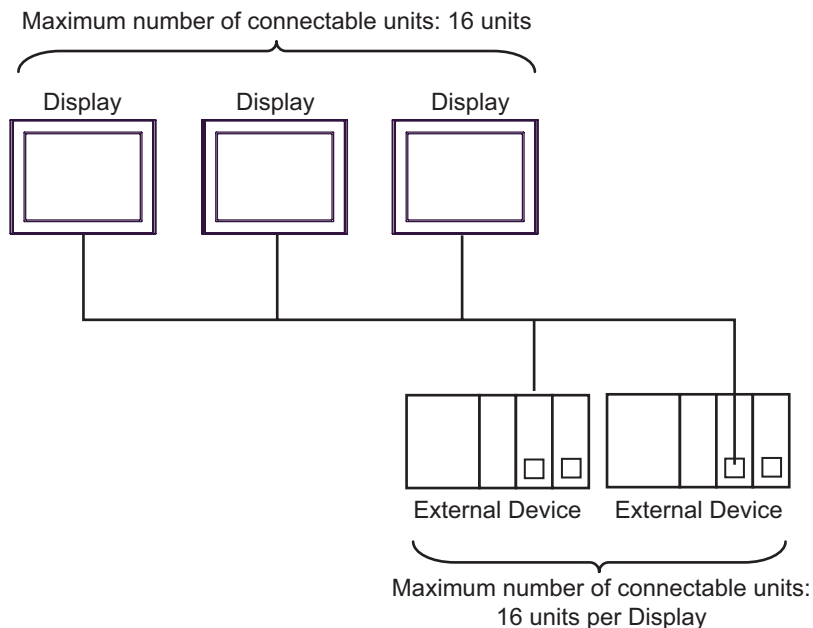 Maximum number of connectable units: 16 units
Display
Display
Display
External Device
External Device
Maximum number of connectable units:
16 units per Display